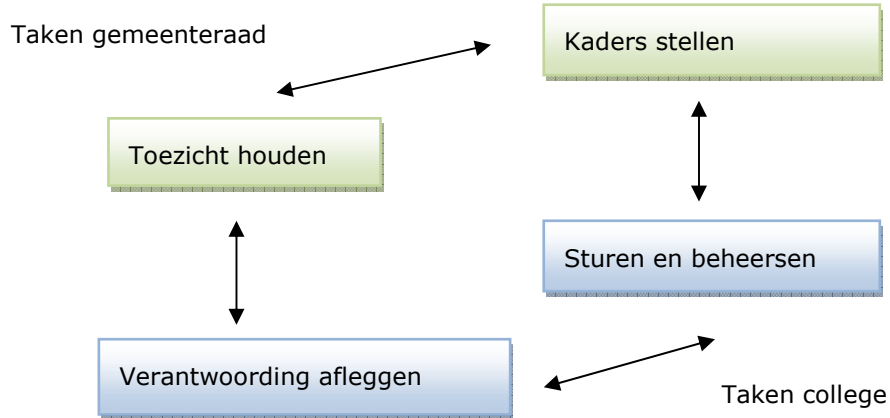 Taken gemeenteraad
Kaders stellen
Toezicht houden
Sturen en beheersen
Verantwoording afleggen
Taken college